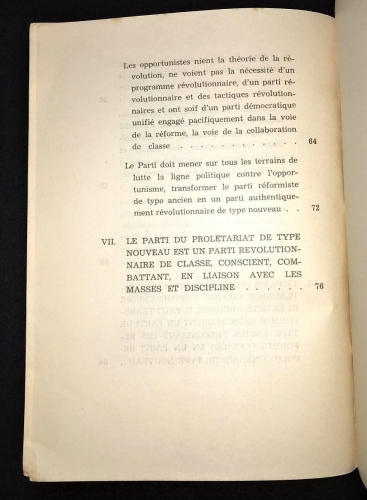 Les opportunistes nient la théorie de la ré-
volution, ne voient pas la nécessité d'un
programme révolutionnaire, d'un parti ré-
volutionnaire et des tactiques révolution-
naires et ont soif d'un parti démocratique
unifié engagé pacifiquement dans la voie
de la réforme, la voie de la collaboration
de classe . . . . . . . . . . . 64
Le Parti doit mener sur tous les terrains de
lutte la ligne politique contre l'oppor-
tunisme, transformer le parti réformiste
de type ancien en un parti authentique-
ment révolutionnaire de type nouveau . . 72
VII. LE PARTI DU PROLETARIAT DE TYPE
NOUVEAU EST UN PARTI REVOLUTION-
NAIRE DE CLASSE, CONSCIENT, COM-
BATTANT, EN LIAISON AVEC LES
MASSES ET DISCIPLINE . . . . . . 76